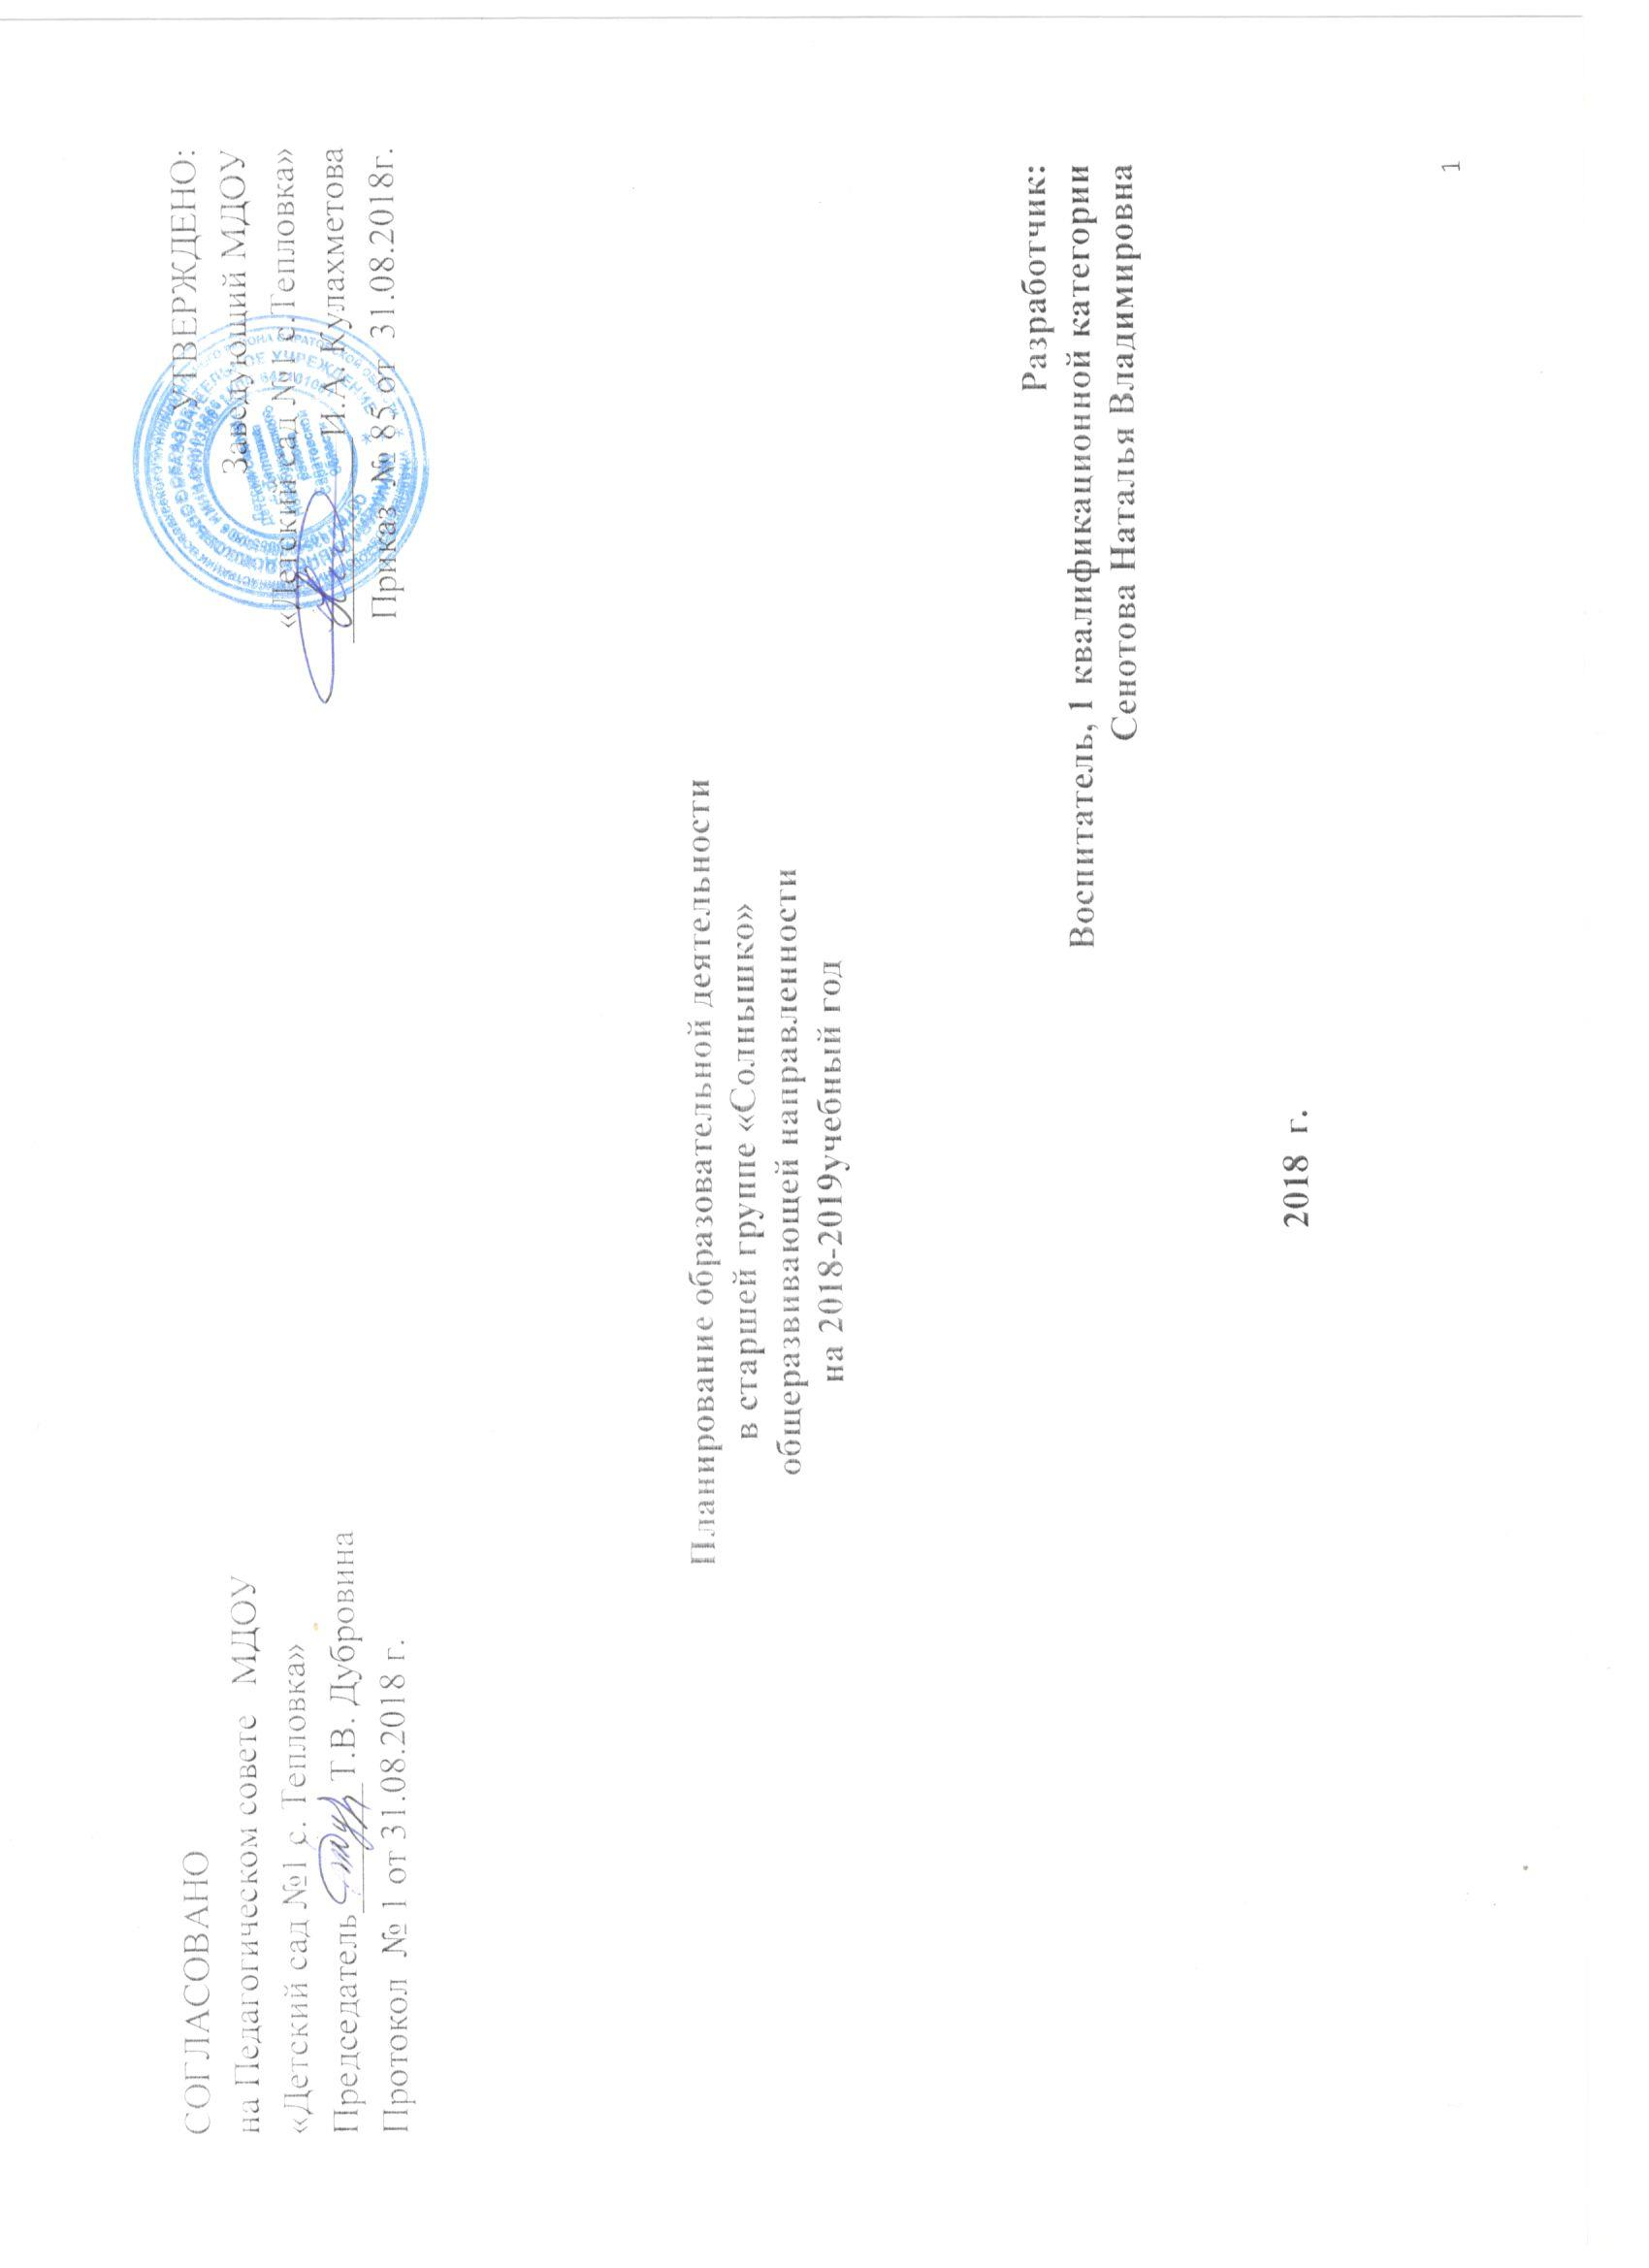 СОГЛАСОВАНО
на Педагогическом совете МДОУ
«Детский сад №1 с. Тепловка»
Председатель Т.В. Дубровина
Протокол № 1 от 31.08.2018 г.
УТВЕРЖДЕНО:
Заведующий МДОУ
«Детский сад №1 с. Тепловка»
И.А. Кулахметова
Приказ № 85 от 31.08.2018г.
Планирование образовательной деятельности
в старшей группе «Солнышко»
общеразвивающей направленности
на 2018-2019учебный год
Разработчик:
Воспитатель, 1 квалификационной категории
Сенотова Наталья Владимировна
2018 г.
1